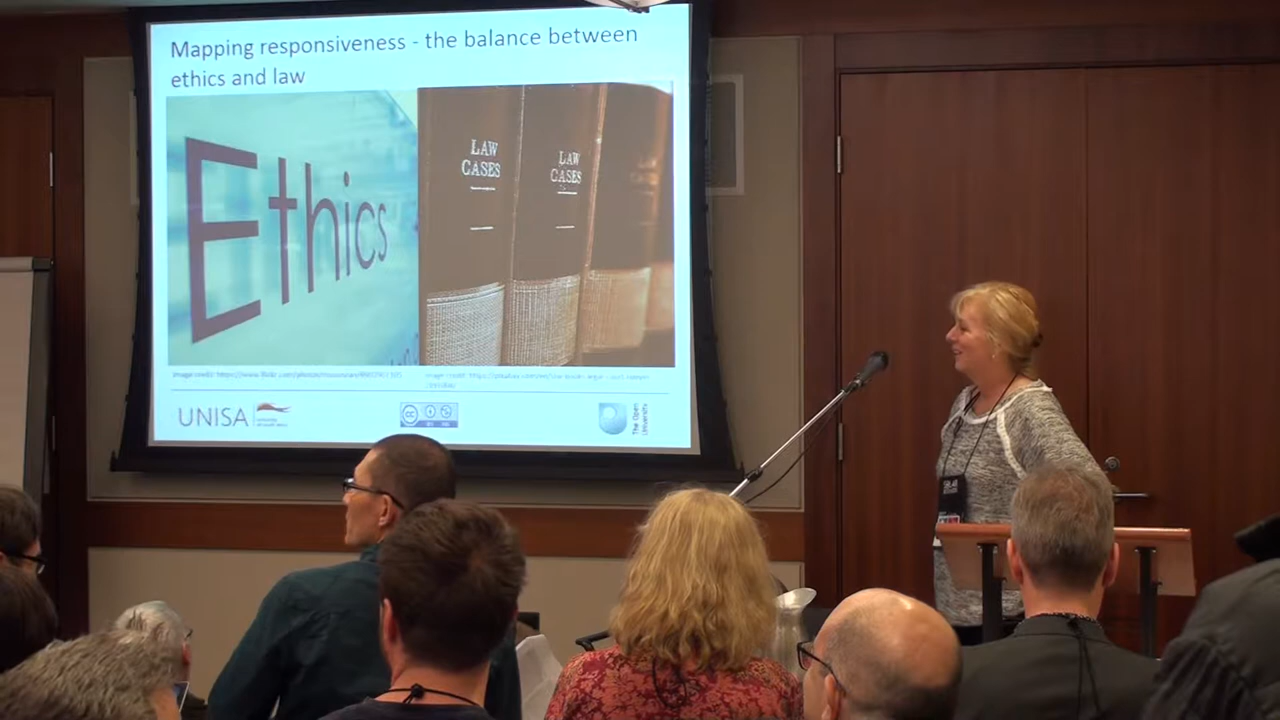 Mapping responsiveness - the balance between
ethics and law
Ethics
LAW
CASES
LAW
CASES
UNISA
The Open
University